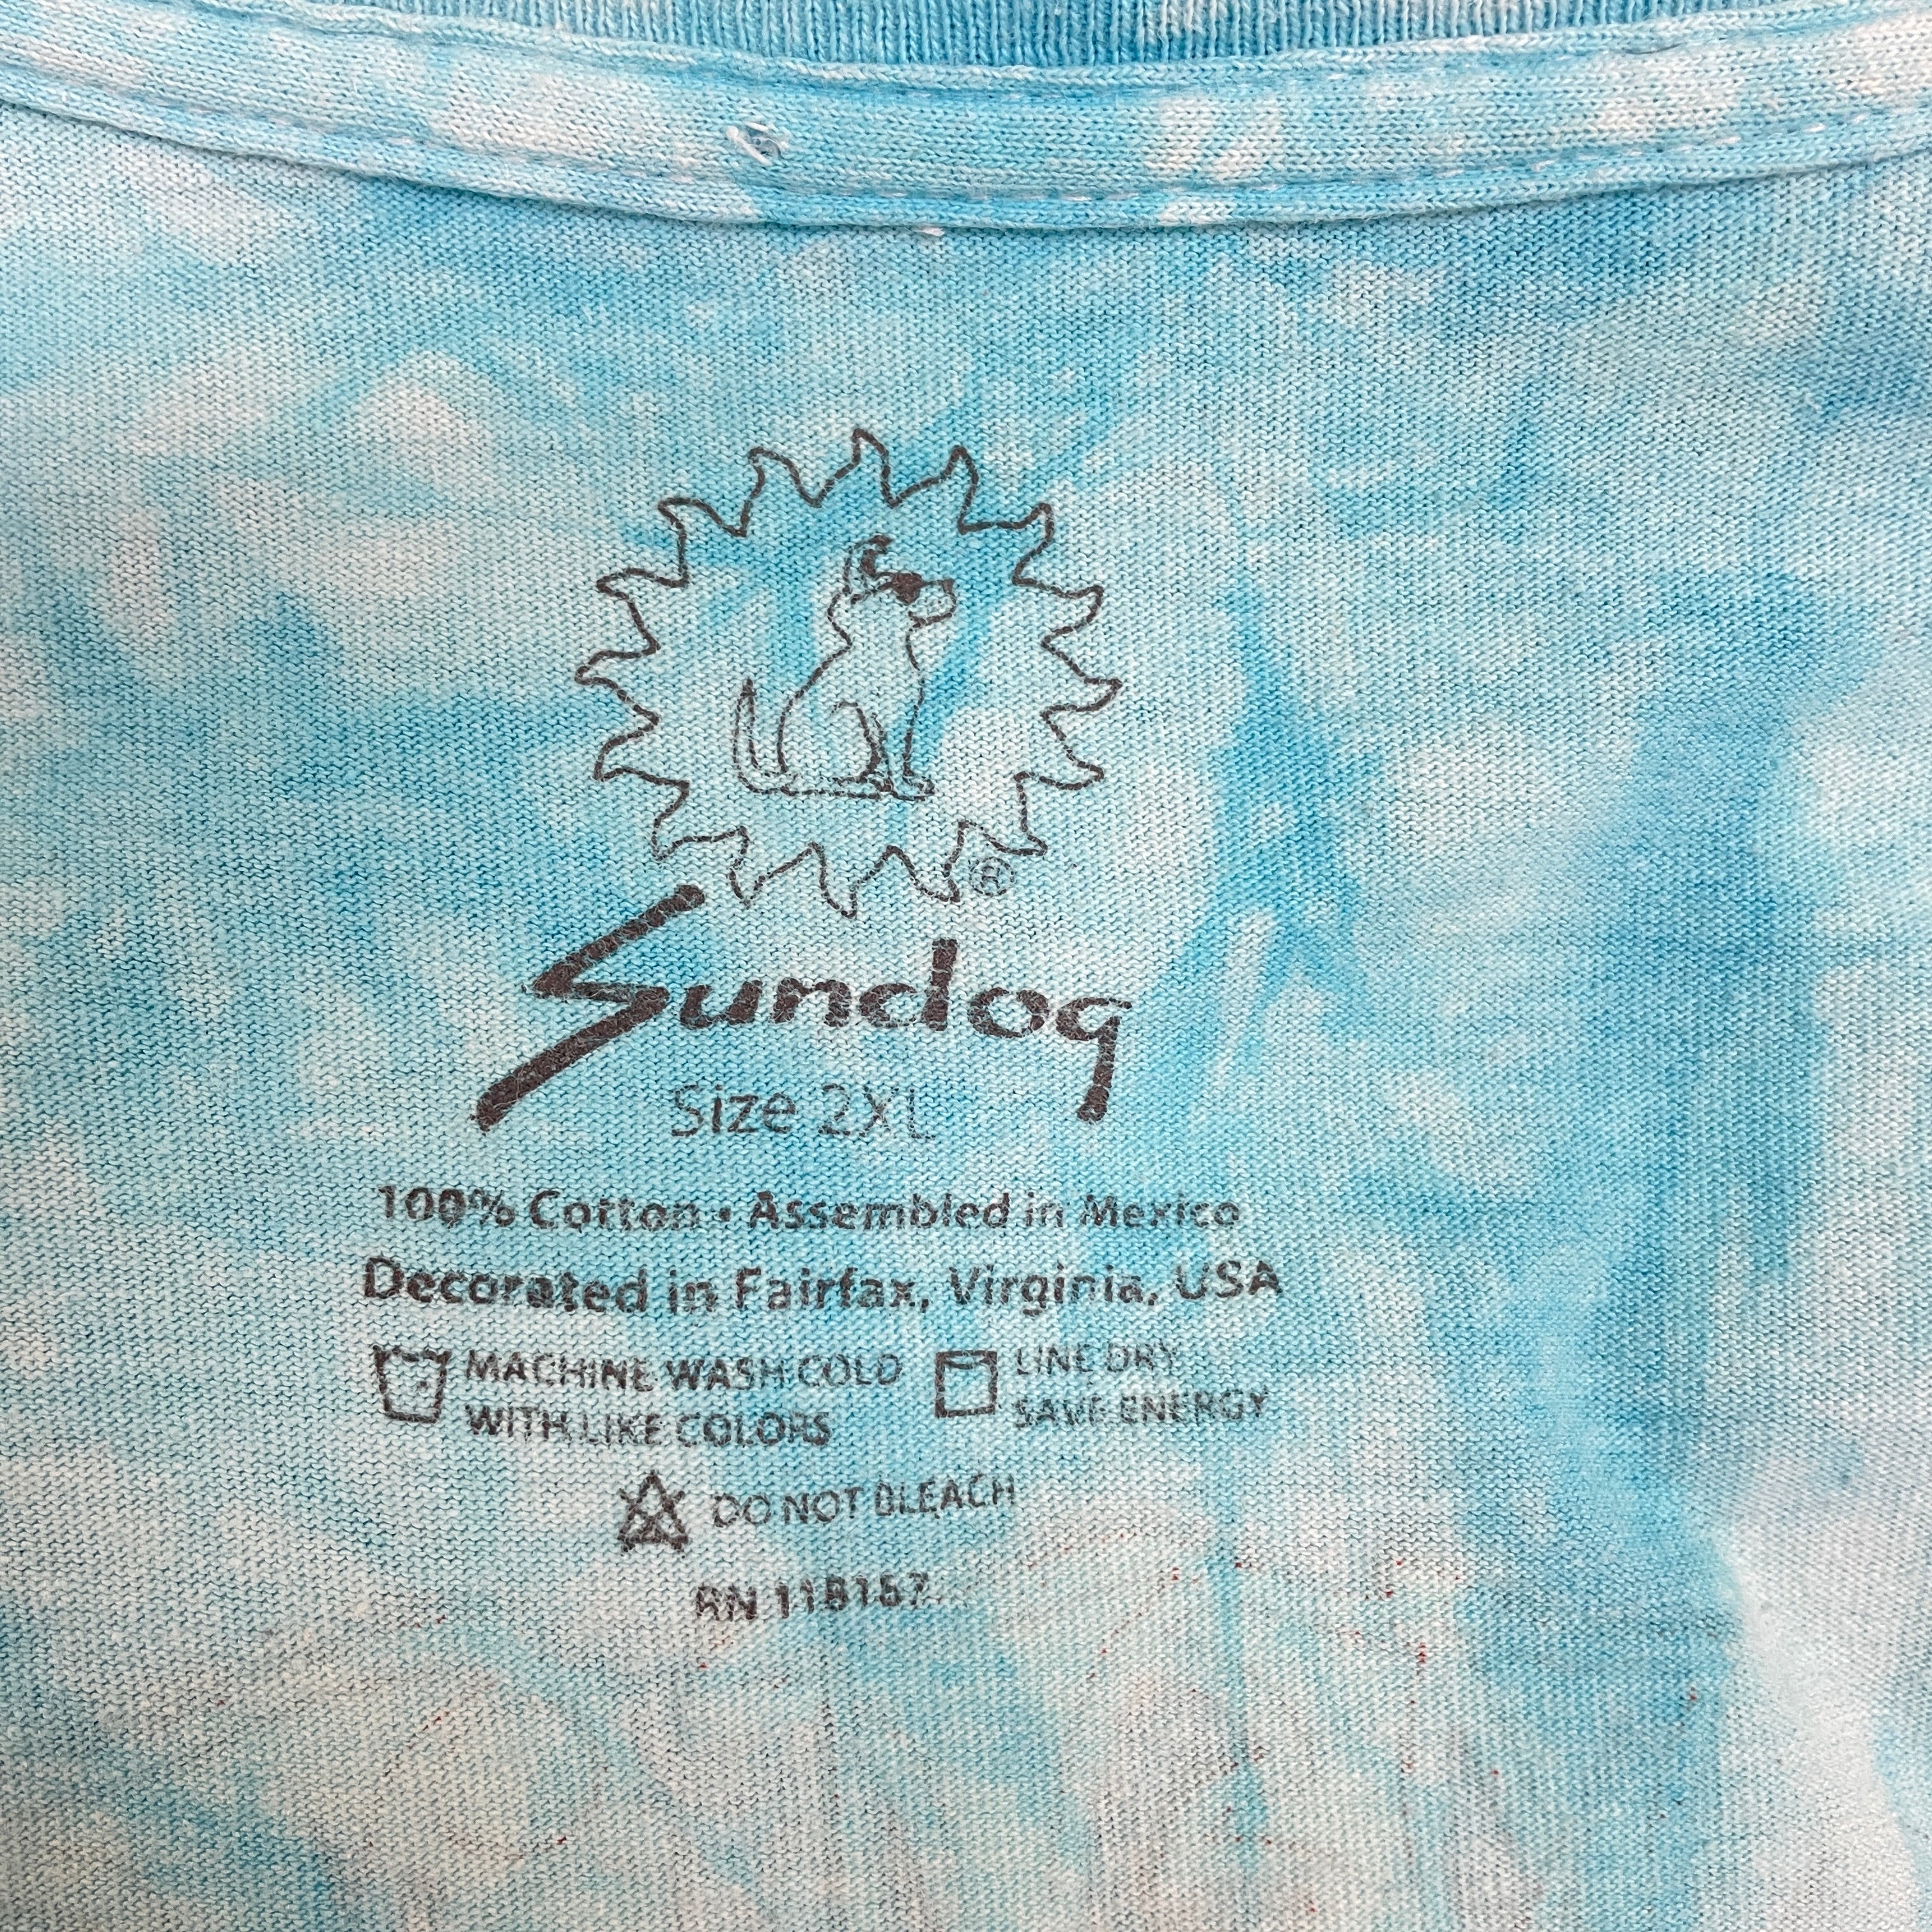 ®
Sundog
Size 2XL
100% Cotton • Assembled in Mexico
Decorated in Fairfax, Virginia, USA
MACHINE WASH COLD
WITH LIKE COLORS
LINE DRY
SAVE ENERGY
DO NOT BLEACH
RN 118167